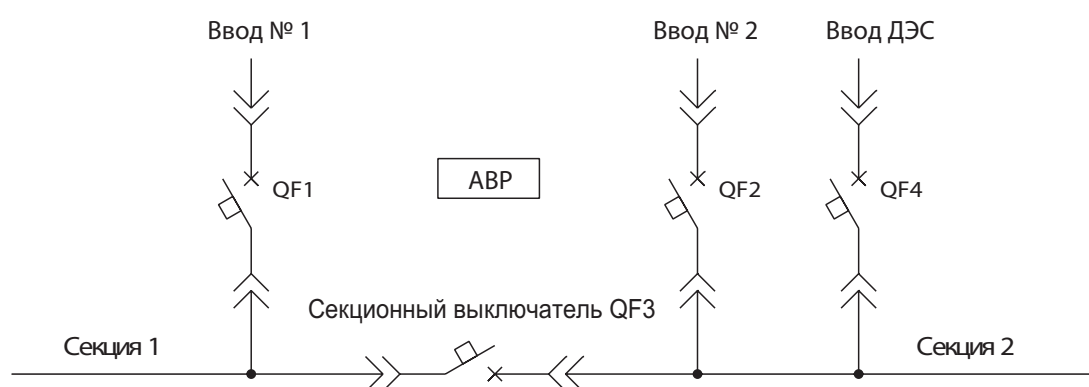 Ввод № 1
Ввод № 2
Ввод ДЭС
QF1
АВР
QF2
QF4
Секционный выключатель QF3
Секция 1
Секция 2